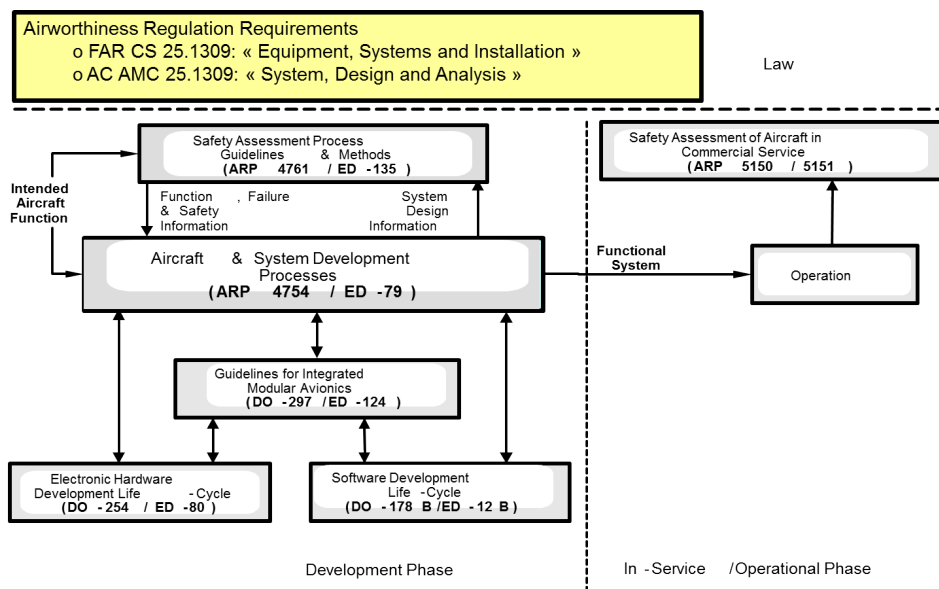 Airworthiness Regulation Requirements
o FAR CS 25.1309: « Equipment, Systems and Installation »
o AC AMC 25.1309: « System, Design and Analysis »
Law
Safety Assessment Process
Guidelines & Methods
(ARP 4761 / ED -135 )
Safety Assessment of Aircraft in
Commercial Service
(ARP 5150 / 5151 )
Intended
Aircraft
Function
Function , Failure
& Safety
Information
System
Design
Information
Aircraft & System Development
Processes
(ARP 4754 / ED -79 )
Functional
System
Operation
Guidelines for Integrated
Modular Avionics
(DO -297 /ED -124 )
Electronic Hardware
Development Life -Cycle
(DO -254 / ED -80 )
Software Development
Life -Cycle
(DO -178 B /ED -12 B )
Development Phase
In -Service /Operational Phase